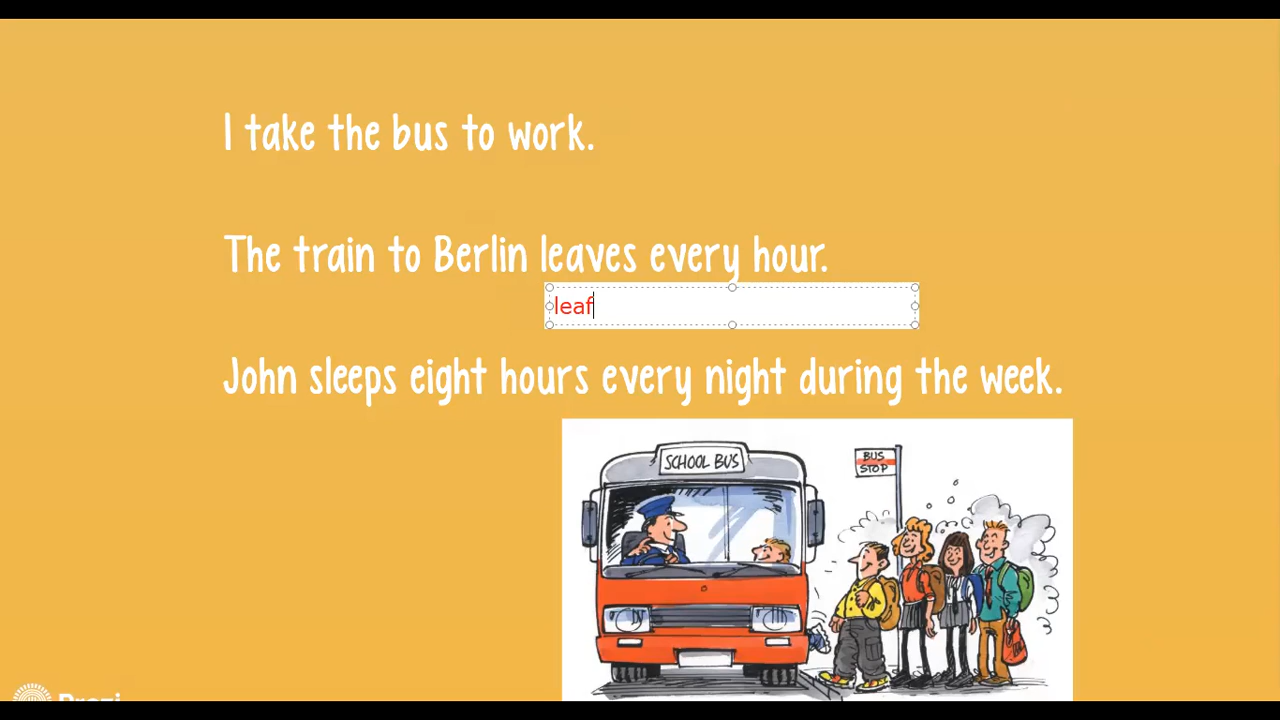 I take the bus to work.
The train to Berlin leaves every hour.
leaf
John sleeps eight hours every night during the week.
SCHOOL BUS
BUS
STOP
Prezi